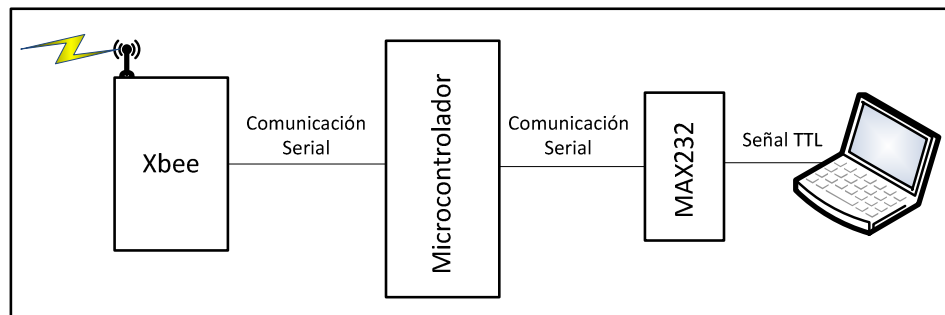 Xbee
Comunicación
Serial
Microcontrolador
Comunicación
Serial
MAX232
Señal TTL